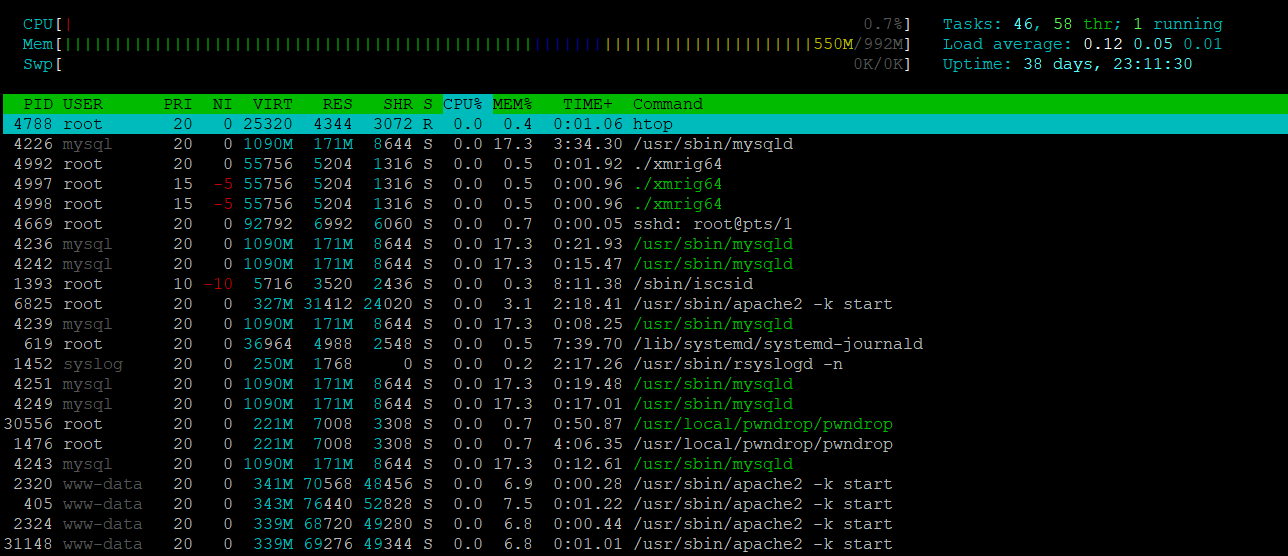 CPU[| 0.7%] Tasks: 46, 58 thr; 1 running
Mem[||||||||||||||||||||||||||||||||||||||||||||||||||||||||||||||||||||||||||||550M/992M] Load average: 0.12 0.05 0.01
Swp[ 0K/0K] Uptime: 38 days, 23:11:30
PID USER PRI NI VIRT RES SHR S CPU% MEM% TIME+ Command
4788 root 20 0 25320 4344 3072 R 0.0 0.4 0:01.06 htop
4226 mysql 20 0 1090M 171M 8644 S 0.0 17.3 3:34.30 /usr/sbin/mysqld
4992 root 20 0 55756 5204 1316 S 0.0 0.5 0:01.92 ./xmrig64
4997 root 15 -5 55756 5204 1316 S 0.0 0.5 0:00.96 ./xmrig64
4998 root 15 -5 55756 5204 1316 S 0.0 0.5 0:00.96 ./xmrig64
4669 root 20 0 92792 6992 6060 S 0.0 0.7 0:00.05 sshd: root@pts/1
4236 mysql 20 0 1090M 171M 8644 S 0.0 17.3 0:21.93 /usr/sbin/mysqld
4242 mysql 20 0 1090M 171M 8644 S 0.0 17.3 0:15.47 /usr/sbin/mysqld
1393 root 10 -10 5716 3520 2436 S 0.0 0.3 8:11.38 /sbin/iscsid
6825 root 20 0 327M 31412 24020 S 0.0 3.1 2:18.41 /usr/sbin/apache2 -k start
4239 mysql 20 0 1090M 171M 8644 S 0.0 17.3 0:08.25 /usr/sbin/mysqld
619 root 20 0 36964 4988 2548 S 0.0 0.5 7:39.70 /lib/systemd/systemd-journald
1452 syslog 20 0 250M 1768 0 S 0.0 0.2 2:17.26 /usr/sbin/rsyslogd -n
4251 mysql 20 0 1090M 171M 8644 S 0.0 17.3 0:19.48 /usr/sbin/mysqld
4249 mysql 20 0 1090M 171M 8644 S 0.0 17.3 0:17.01 /usr/sbin/mysqld
30556 root 20 0 221M 7008 3308 S 0.0 0.7 0:50.87 /usr/local/pwndrop/pwndrop
1476 root 20 0 221M 7008 3308 S 0.0 0.7 4:06.35 /usr/local/pwndrop/pwndrop
4243 mysql 20 0 1090M 171M 8644 S 0.0 17.3 0:12.61 /usr/sbin/mysqld
2320 www-data 20 0 341M 70568 48456 S 0.0 6.9 0:00.28 /usr/sbin/apache2 -k start
405 www-data 20 0 343M 76440 52828 S 0.0 7.5 0:01.22 /usr/sbin/apache2 -k start
2324 www-data 20 0 339M 68720 49280 S 0.0 6.8 0:00.44 /usr/sbin/apache2 -k start
31148 www-data 20 0 339M 69276 49344 S 0.0 6.8 0:01.01 /usr/sbin/apache2 -k start